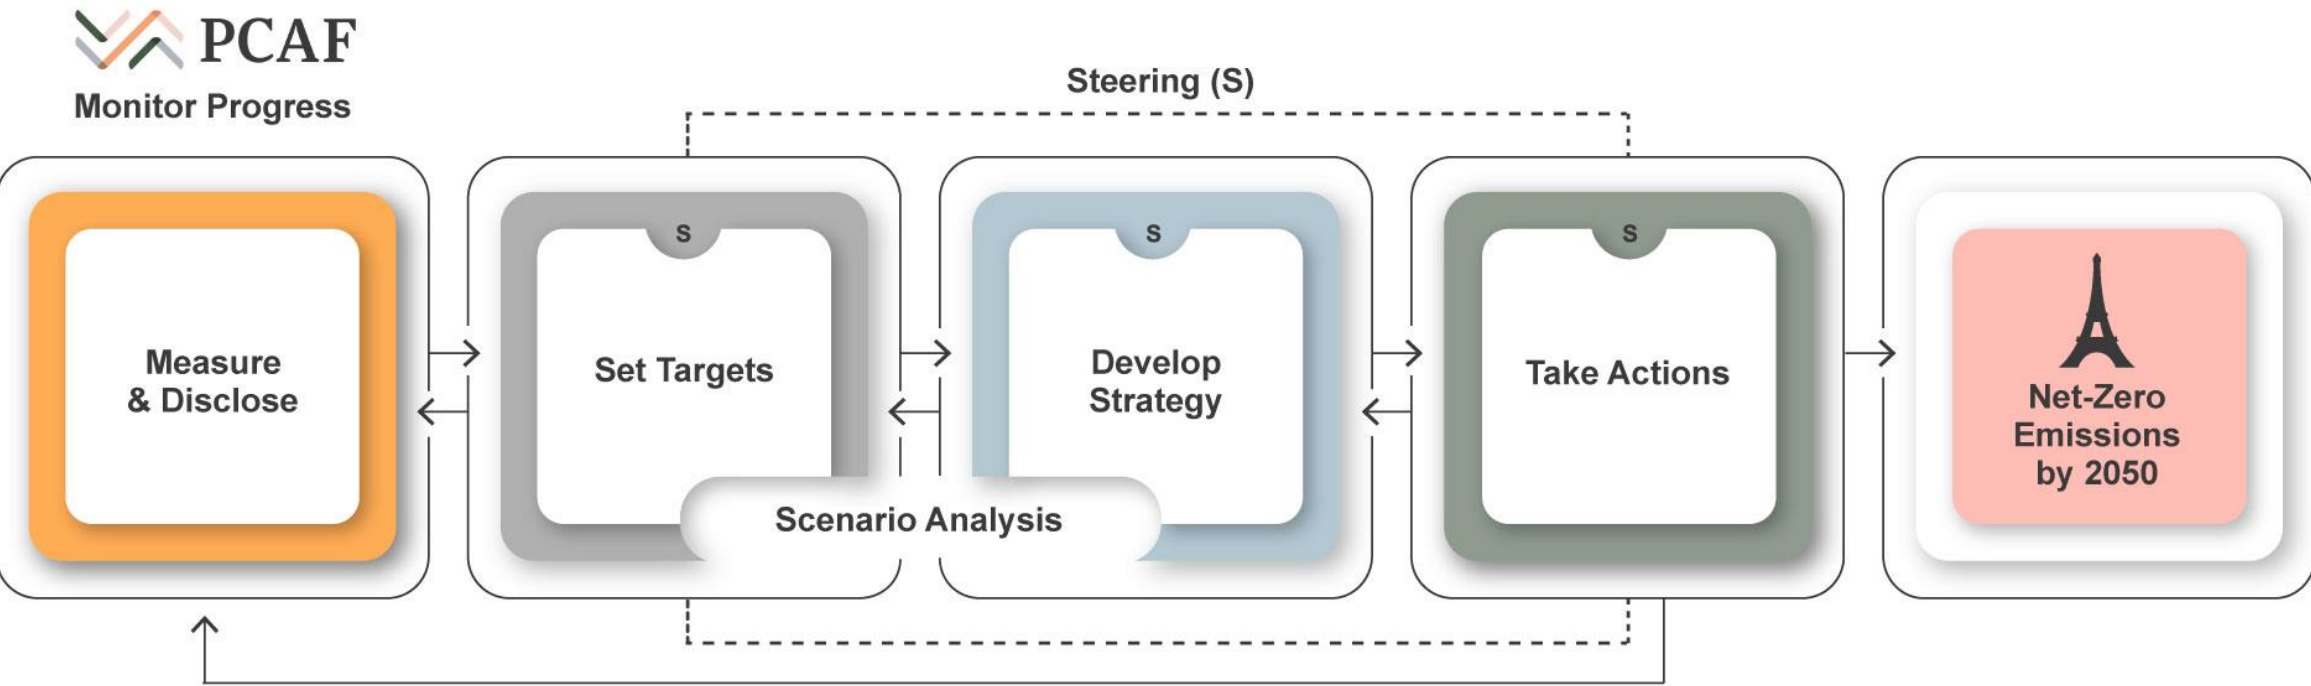 PCAF
Monitor Progress
Steering (S)
S
S
S
Measure
& Disclose
Set Targets
Develop
Strategy
Take Actions
Net-Zero
Emissions
by 2050
Scenario Analysis